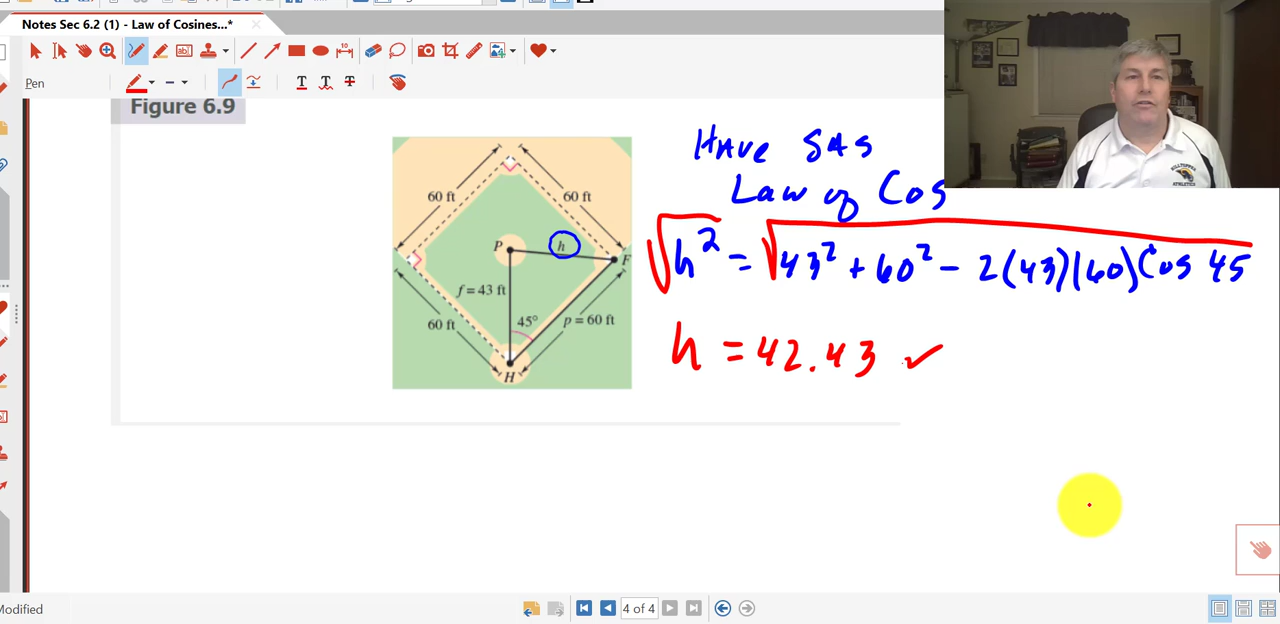 Notes Sec 6.2 (1) - Law of Cosines...*
Pen
Figure 6.9
60 ft
60 ft
P
h
F
f = 43 ft
60 ft
45°
p = 60 ft
H
HAve SAS
Law of Cos
√h² = √43² + 60² - 2(43)(60) Cos 45
h = 42.43 ✓
HILLTOPPER
ATHLETICS
Modified
4 of 4